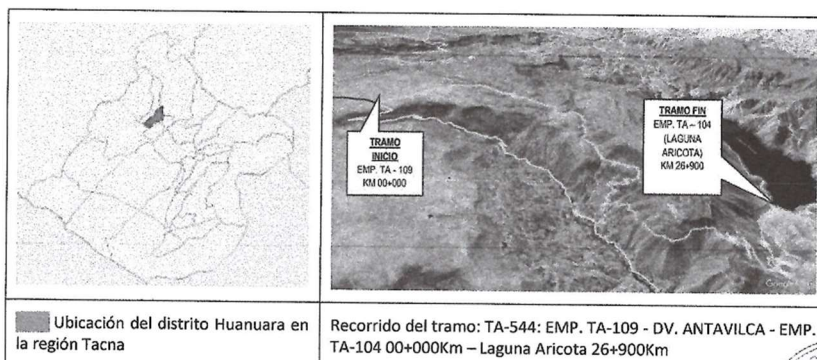 TRAMO
INICIO
EMP. TA - 109
KM 00+000
TRAMO FIN
EMP. TA – 104
(LAGUNA
ARICOTA)
KM 26+900
Google
Ubicación del distrito Huanuara en
la región Tacna
Recorrido del tramo: TA-544: EMP. TA-109 - DV. ANTAVILCA - EMP.
TA-104 00+000Km – Laguna Aricota 26+900Km